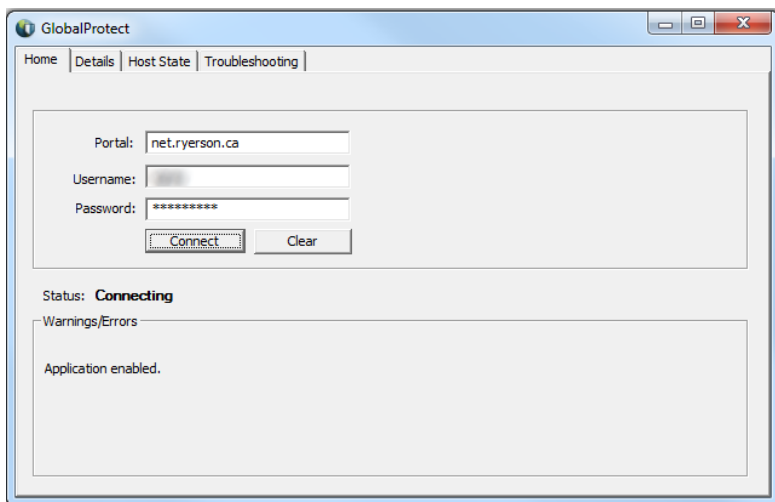 GlobalProtect
Home Details Host State Troubleshooting
Portal: net.ryerson.ca
Username:
Password: *********
Connect Clear
Status: Connecting
Warnings/Errors
Application enabled.